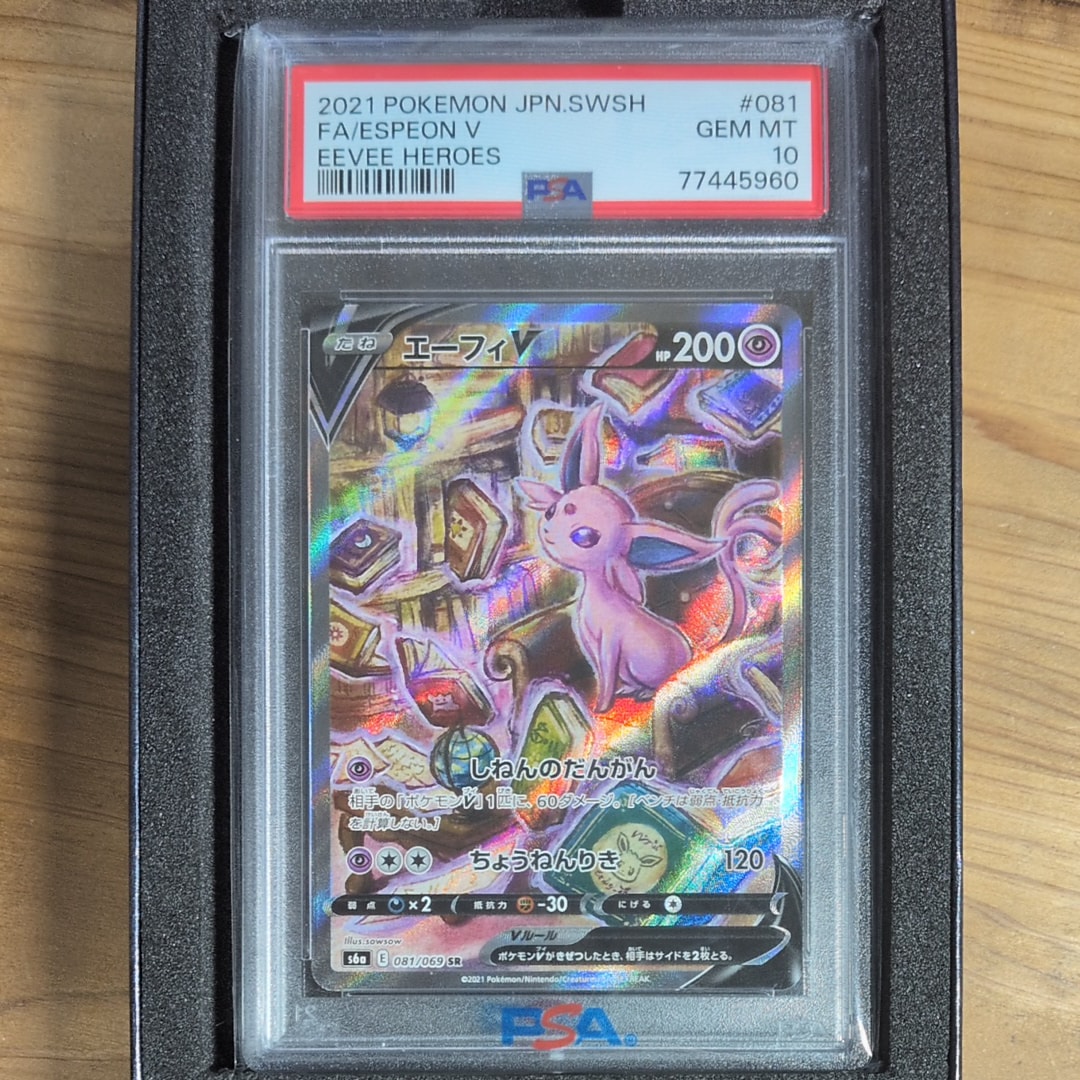 2021 POKEMON JPN.SWSH #081
FA/ESPEON V GEM MT
EEVEE HEROES 10
77445960
PSA
たね エーフィV HP 200
しねんのだんがん
相手の「ポケモンV」1匹に、60ダメージ。[ベンチは弱点・抵抗力
を計算しない。]
ちょうねんりき 120
弱点 ×2 抵抗力 -30 にげる
Illus. sowsow
Vルール
ポケモンVがきぜつしたとき、相手はサイドを2枚とる。
s6a E 081/069 SR
©2021 Pokémon/Nintendo/Creatures
PSA